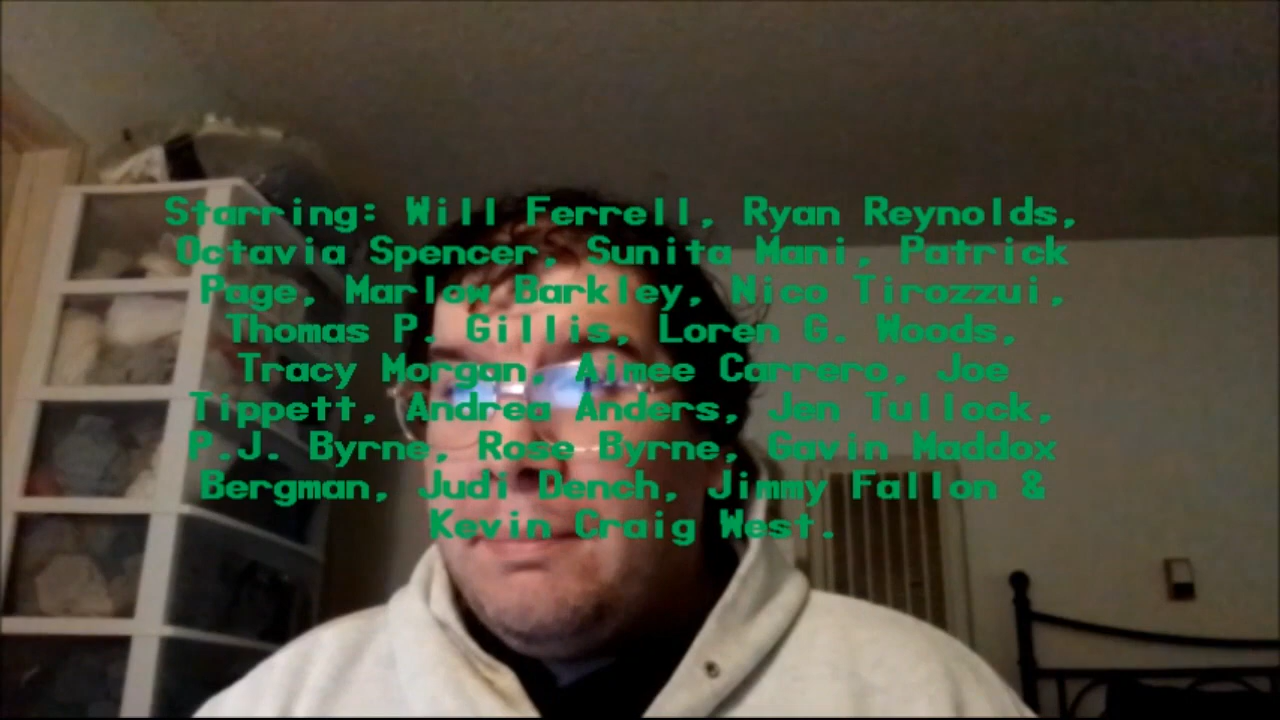 Starring: Will Ferrell, Ryan Reynolds,
Octavia Spencer, Sunita Mani, Patrick
Page, Marlow Barkley, Nico Tirozzui,
Thomas P. Gillis, Loren G. Woods,
Tracy Morgan, Aimee Carrero, Joe
Tippett, Andrea Anders, Jen Tullock,
P.J. Byrne, Rose Byrne, Gavin Maddox
Bergman, Judi Dench, Jimmy Fallon &
Kevin Craig West.